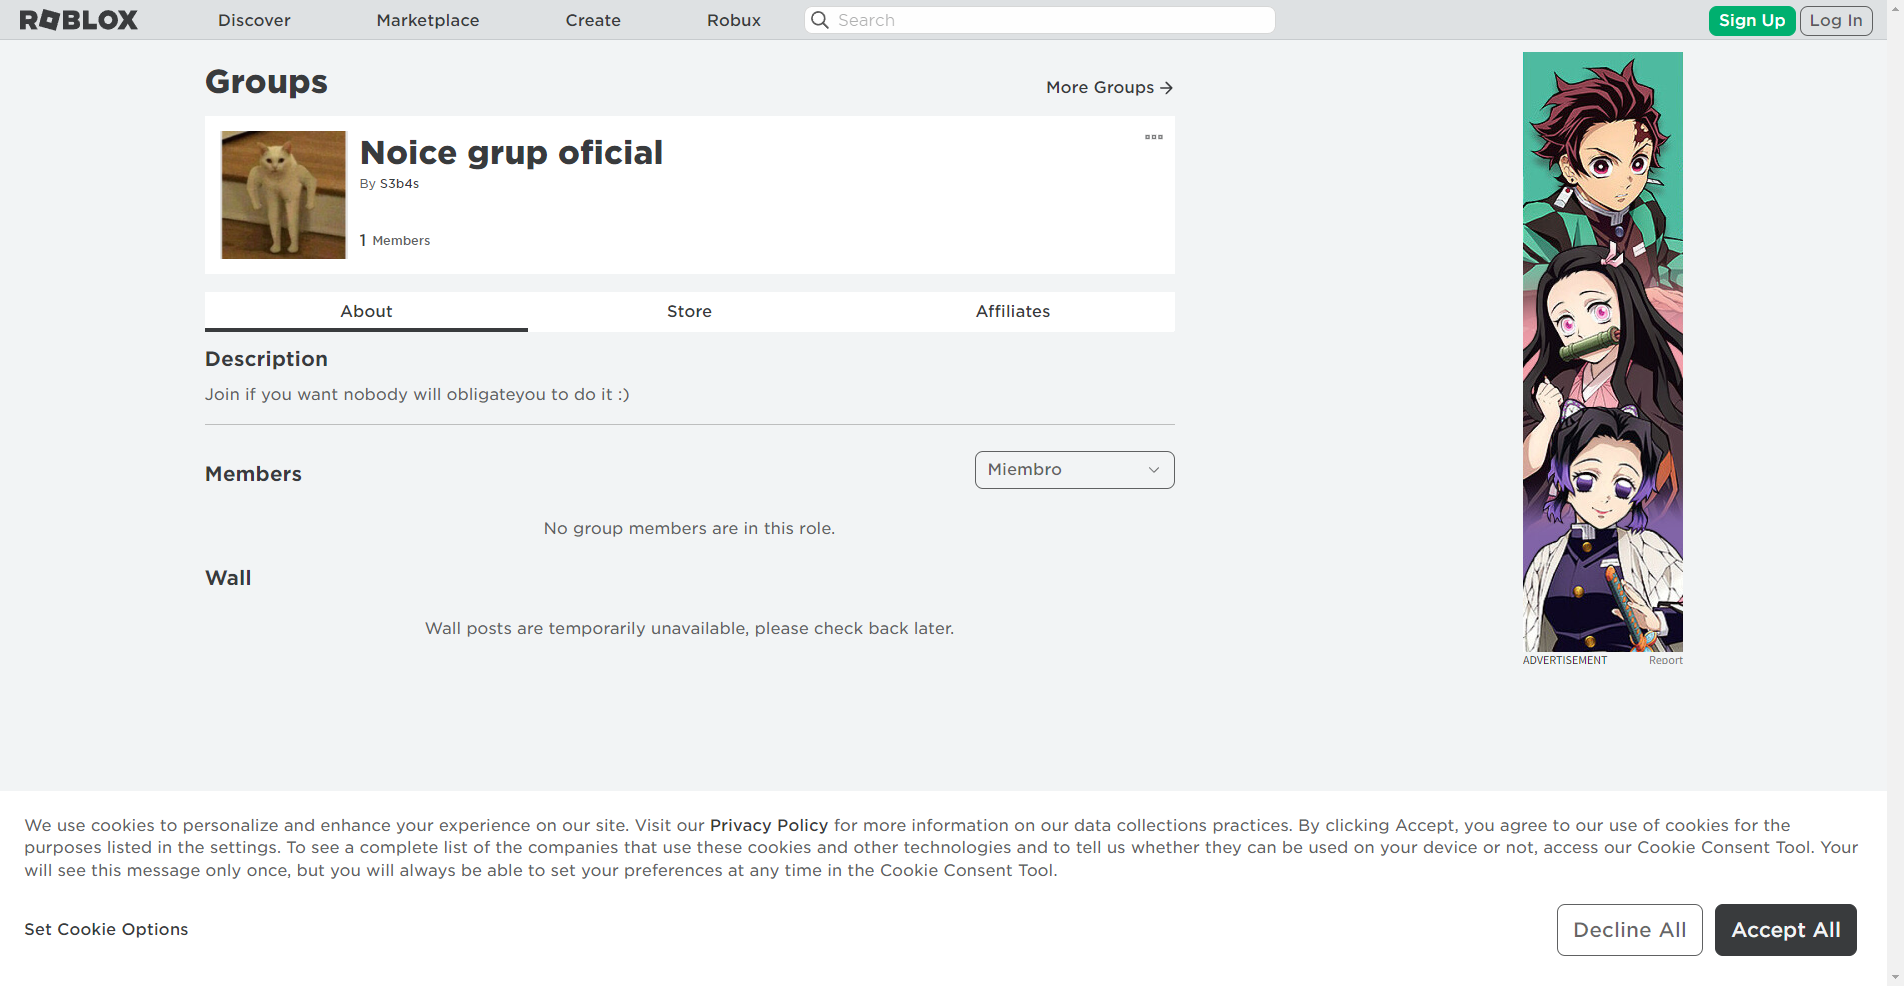 ROBLOX Discover Marketplace Create Robux Search Sign Up Log In
Groups
More Groups
Noice grup oficial
By S3b4s
1 Members
About Store Affiliates
Description
Join if you want nobody will obligateyou to do it :)
Members
Miembro
No group members are in this role.
Wall
Wall posts are temporarily unavailable, please check back later.
ADVERTISEMENT Report
We use cookies to personalize and enhance your experience on our site. Visit our Privacy Policy for more information on our data collections practices. By clicking Accept, you agree to our use of cookies for the
purposes listed in the settings. To see a complete list of the companies that use these cookies and other technologies and to tell us whether they can be used on your device or not, access our Cookie Consent Tool. Your
will see this message only once, but you will always be able to set your preferences at any time in the Cookie Consent Tool.
Set Cookie Options
Decline All
Accept All